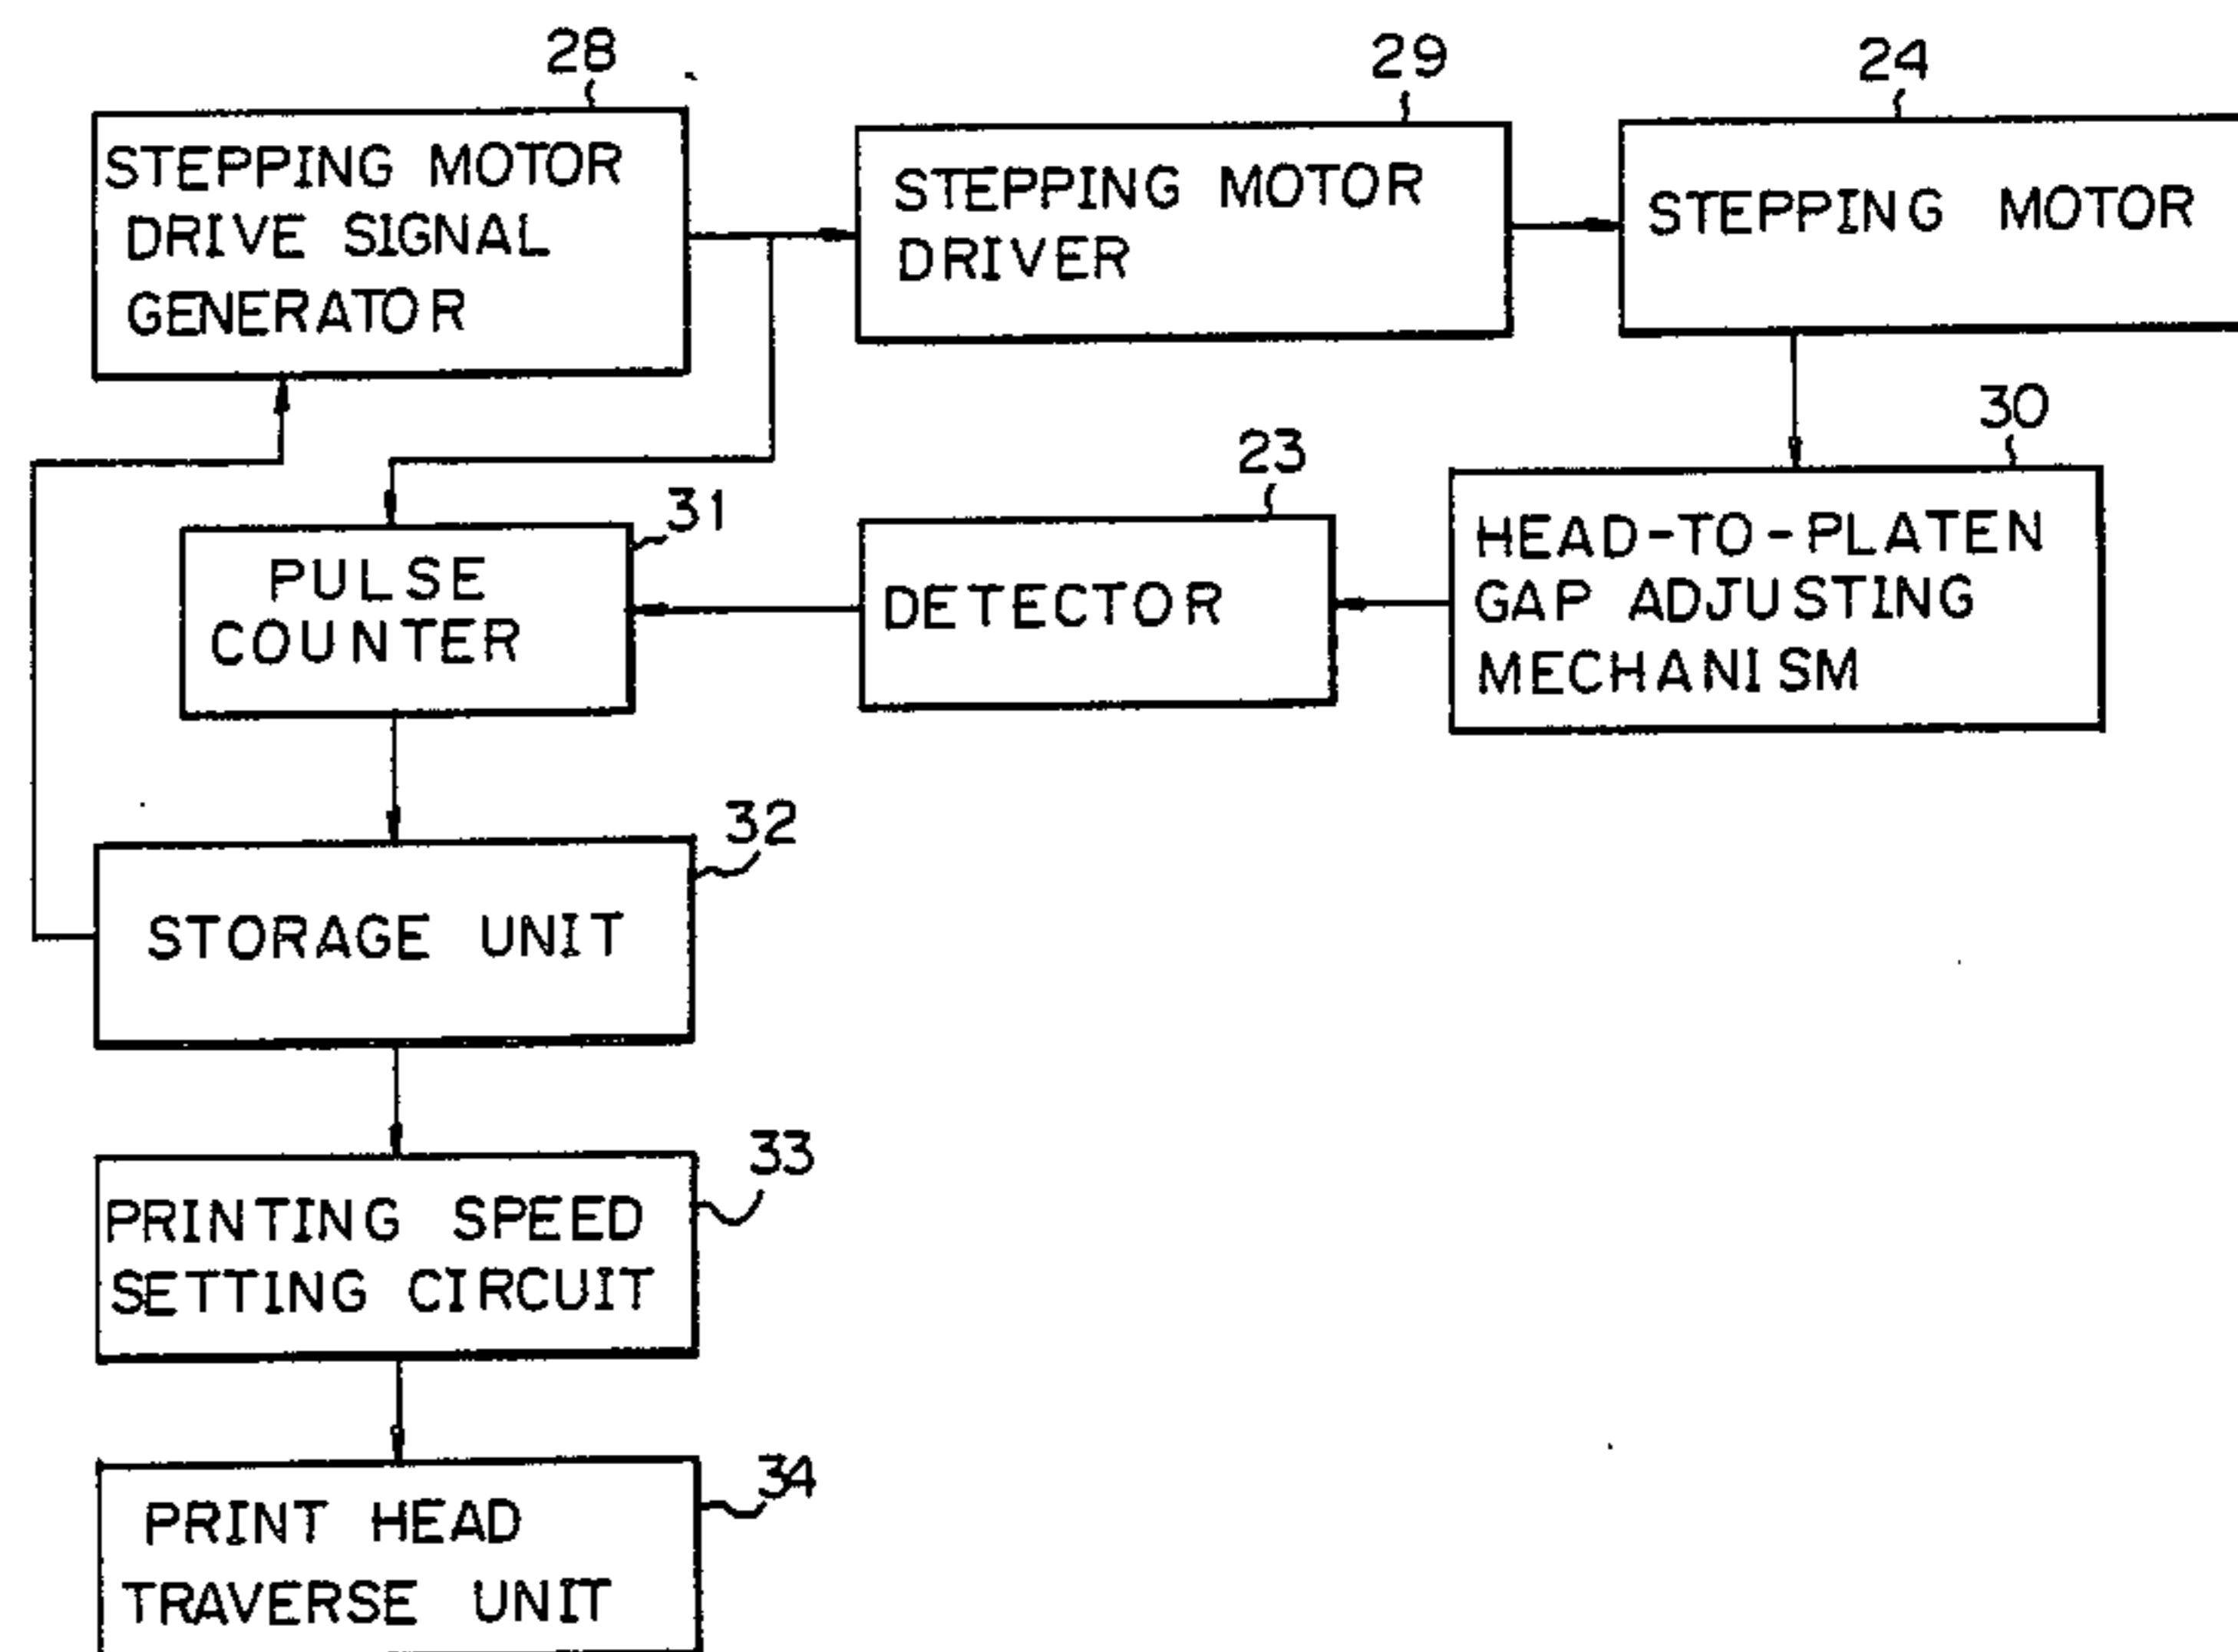 28
STEPPING MOTOR
DRIVE SIGNAL
GENERATOR
29
STEPPING MOTOR
DRIVER
24
STEPPING MOTOR
30
HEAD-TO-PLATEN
GAP ADJUSTING
MECHANISM
23
DETECTOR
31
PULSE
COUNTER
32
STORAGE UNIT
33
PRINTING SPEED
SETTING CIRCUIT
34
PRINT HEAD
TRAVERSE UNIT